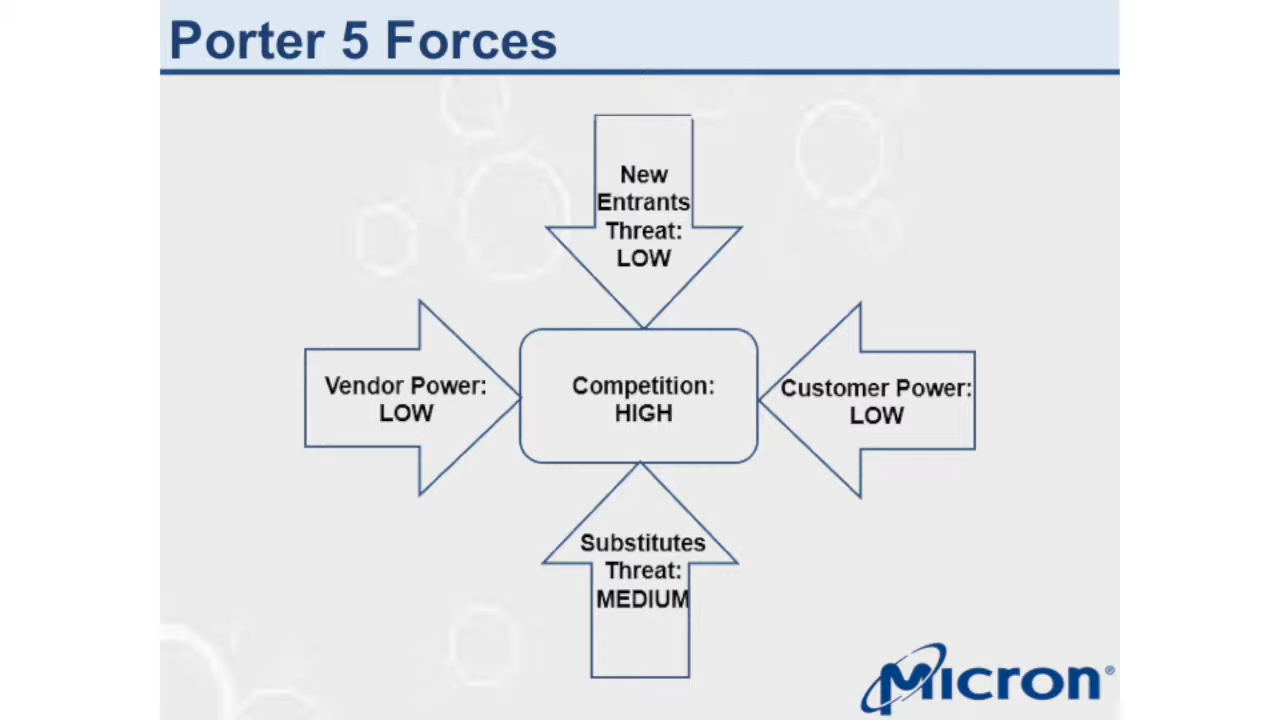 Porter 5 Forces
New
Entrants
Threat:
LOW
Vendor Power:
LOW
Competition:
HIGH
Customer Power:
LOW
Substitutes
Threat:
MEDIUM
Micron®